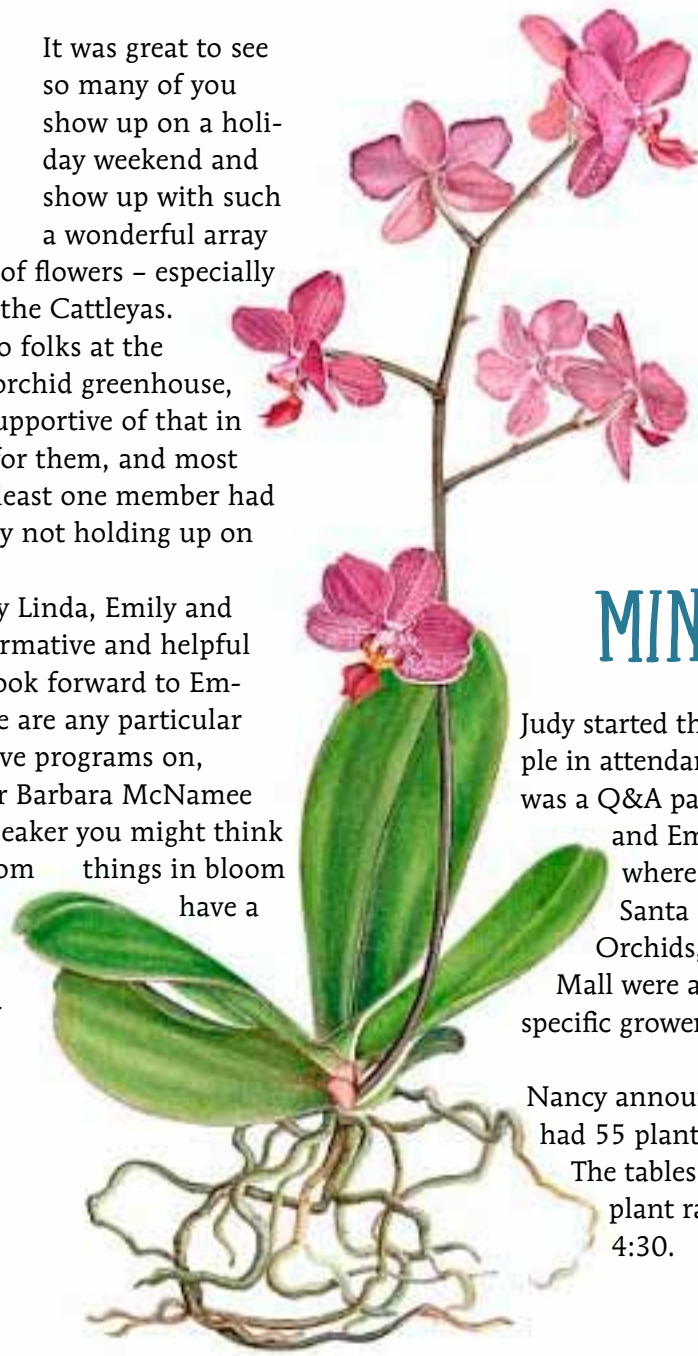 It was great to see
so many of you
show up on a holi-
day weekend and
show up with such
a wonderful array
of flowers – especially
the Cattleyas.
o folks at the
orchid greenhouse,
upportive of that in
for them, and most
least one member had
y not holding up on
y Linda, Emily and
rmative and helpful
ook forward to Em-
e are any particular
ve programs on,
r Barbara McNamee
eaker you might think
om things in bloom
have a
MIN
Judy started th
ple in attendar
was a Q&A pa
and Em
where
Santa
Orchids,
Mall were a
specific grower
Nancy annou
had 55 plant
The tables
plant ra
4:30.